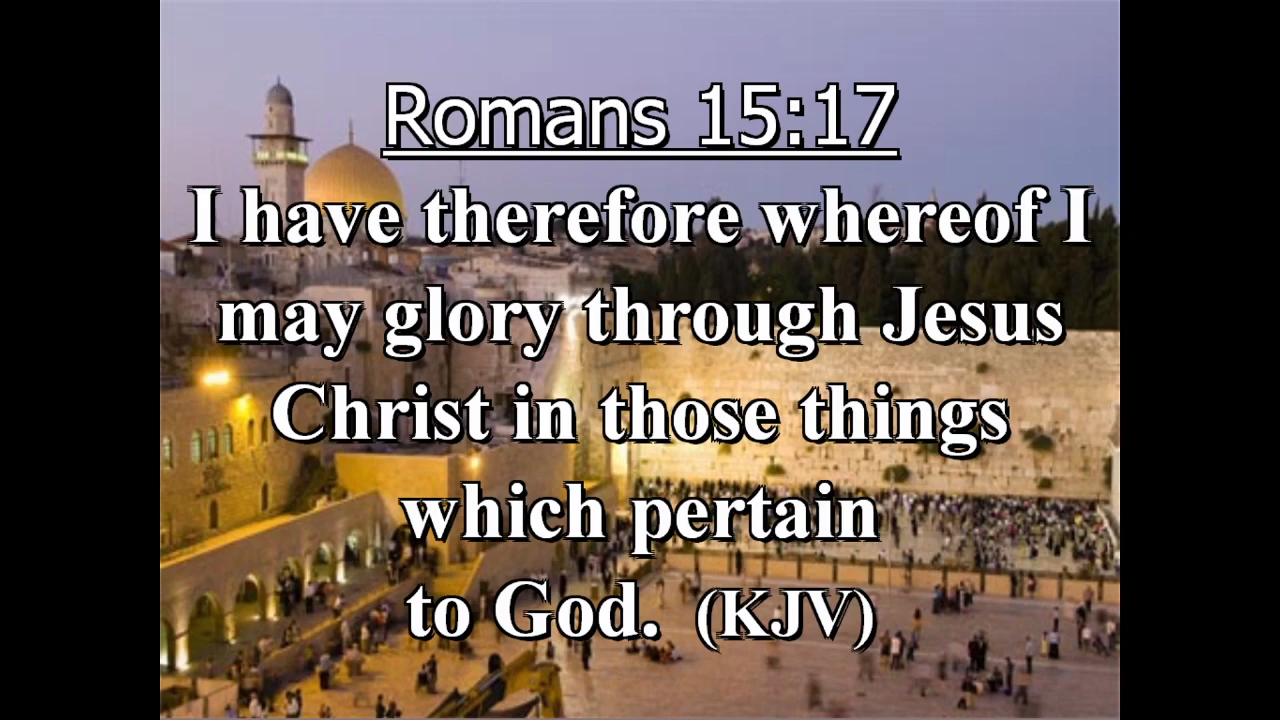 Romans 15:17
I have therefore whereof I
may glory through Jesus
Christ in those things
which pertain
to God. (KJV)